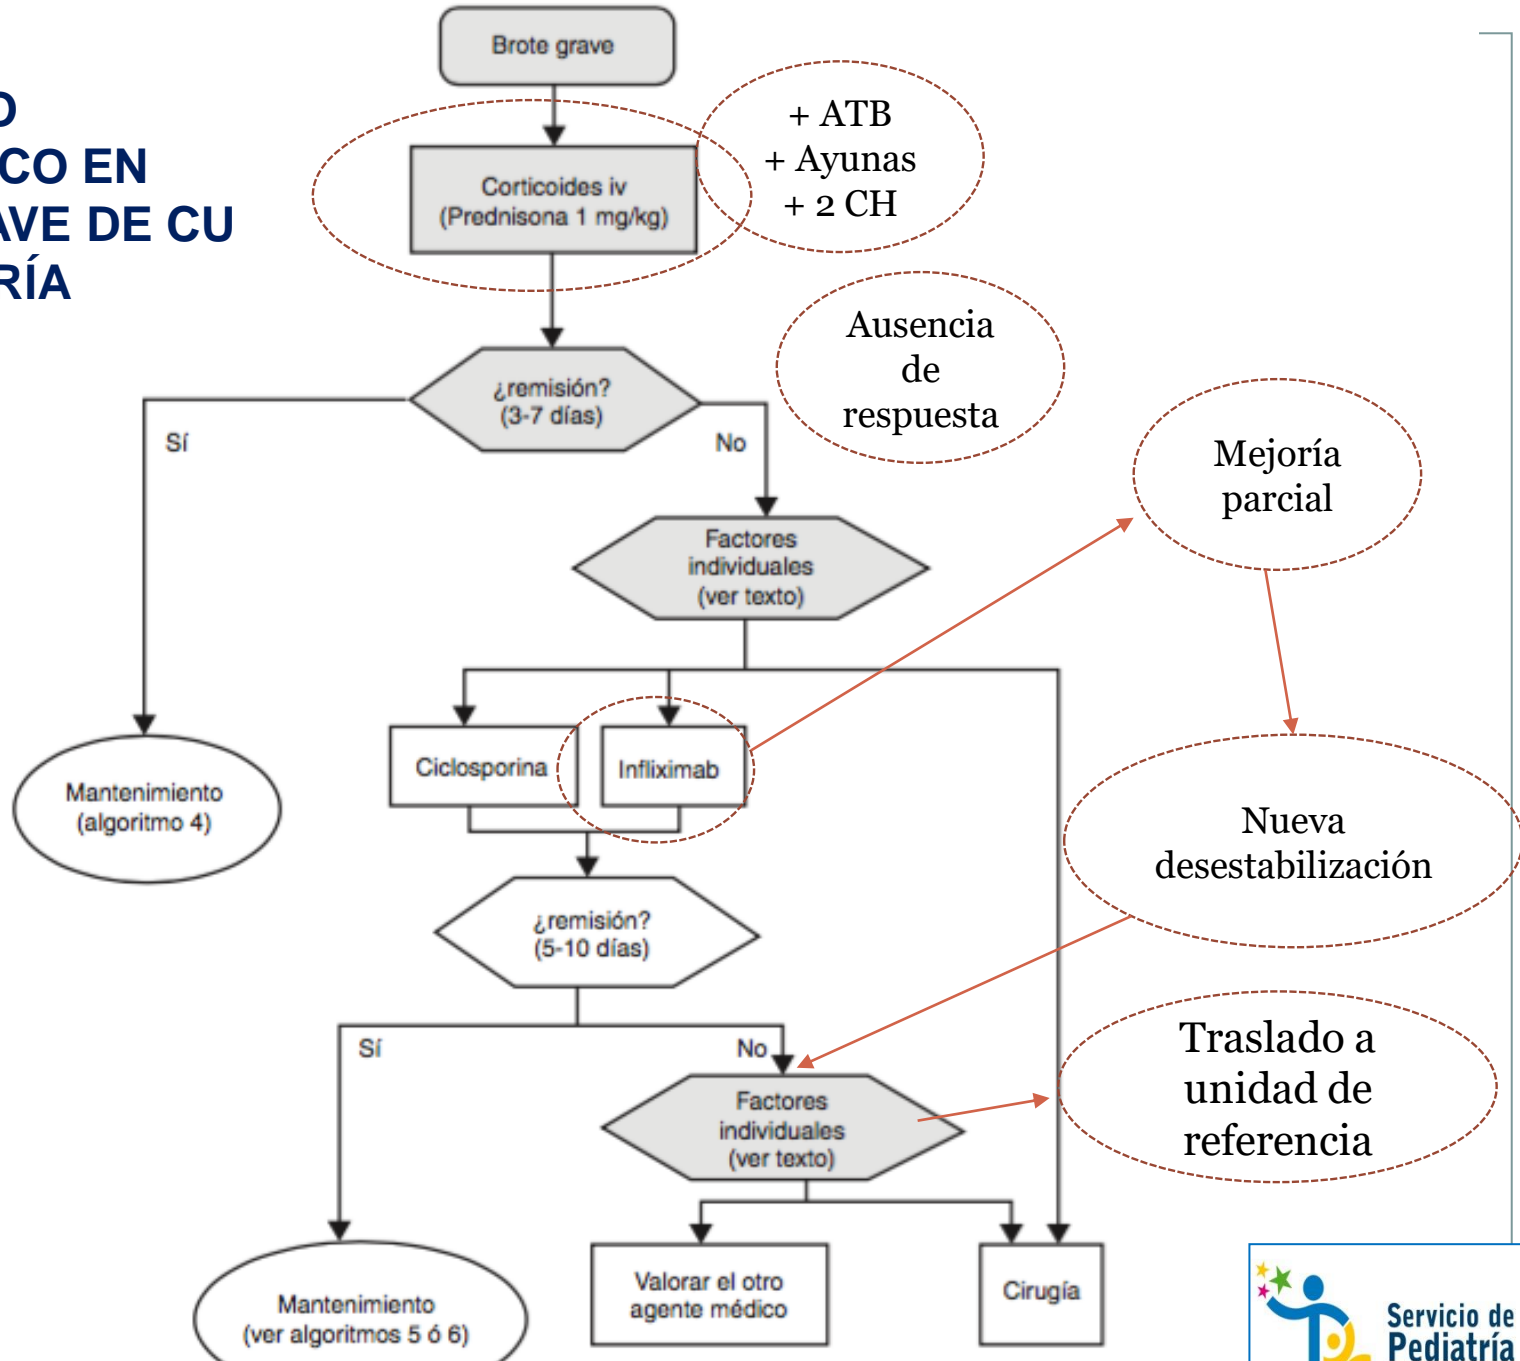 O
CO EN
AVE DE CU
RÍA
Brote grave
Corticoides iv
(Prednisona 1 mg/kg)
+ ATB
+ Ayunas
+ 2 CH
¿remisión?
(3-7 días)
Sí
No
Ausencia
de
respuesta
Factores
individuales
(ver texto)
Mejoría
parcial
Ciclosporina
Infliximab
Mantenimiento
(algoritmo 4)
Nueva
desestabilización
¿remisión?
(5-10 días)
Sí
No
Factores
individuales
(ver texto)
Traslado a
unidad de
referencia
Mantenimiento
(ver algoritmos 5 ó 6)
Valorar el otro
agente médico
Cirugía
Servicio de
Pediatría